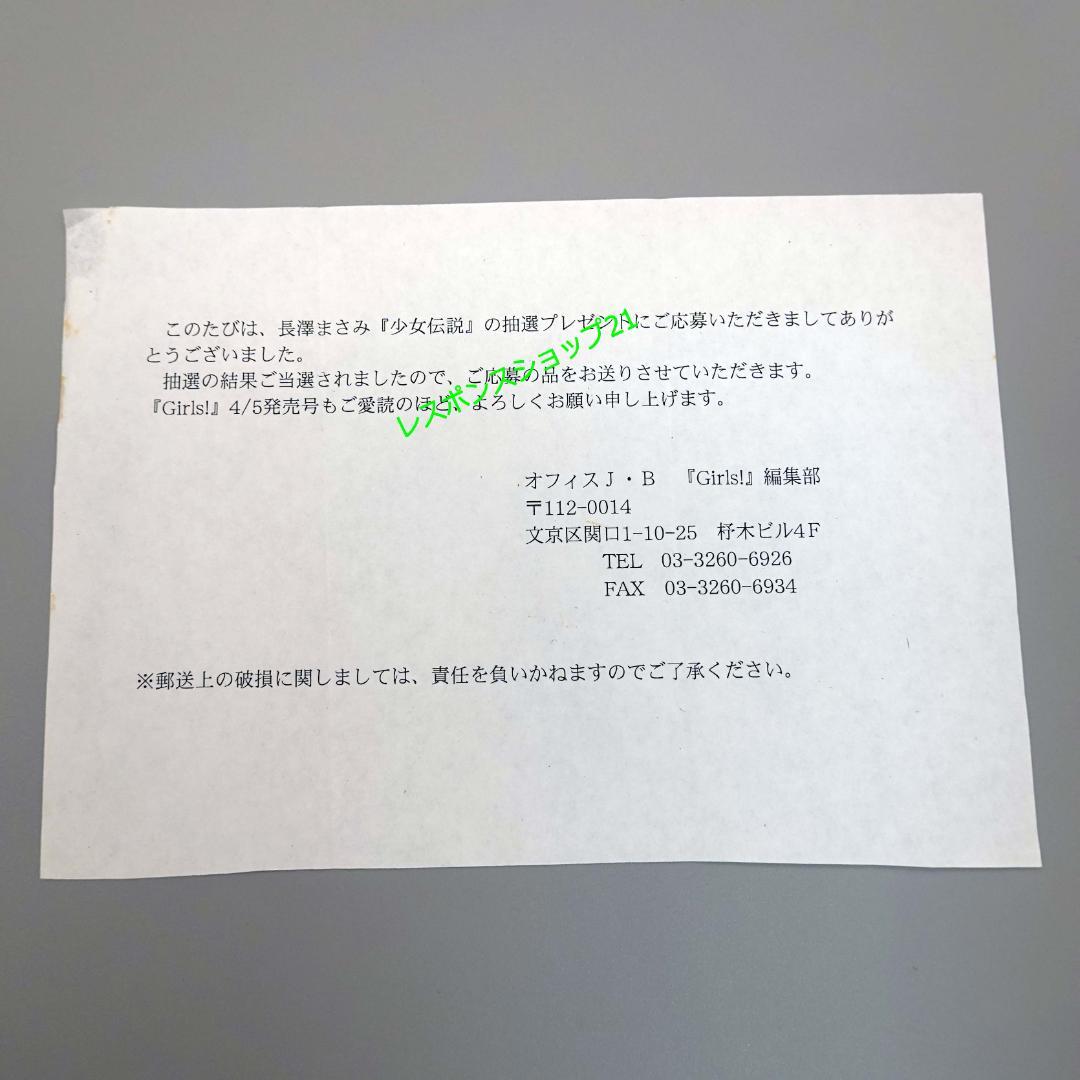 このたびは、長澤まさみ『少女伝説』の抽選プレゼントにご応募いただきましてありが
とうございました。
抽選の結果ご当選されましたので、ご応募の品をお送りさせていただきます。
『Girls!』4/5発売号もご愛読のほど、よろしくお願い申し上げます。
レスポンスショップ21
オフィスJ・B 『Girls!』編集部
〒112-0014
文京区関口1-10-25 杼木ビル4F
TEL 03-3260-6926
FAX 03-3260-6934
※郵送上の破損に関しましては、責任を負いかねますのでご了承ください。